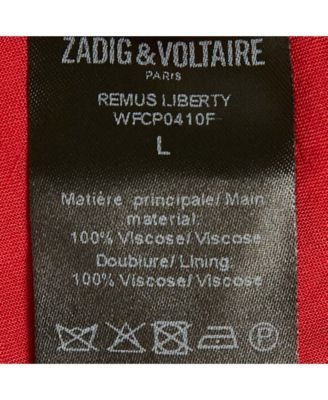 ZADIG & VOLTAIRE
PARIS
REMUS LIBERTY
WFCP0410F
L
Matière principale/ Main
material:
100% Viscose/ Viscose
Doublure/ Lining:
100% Viscose/ Viscose
P